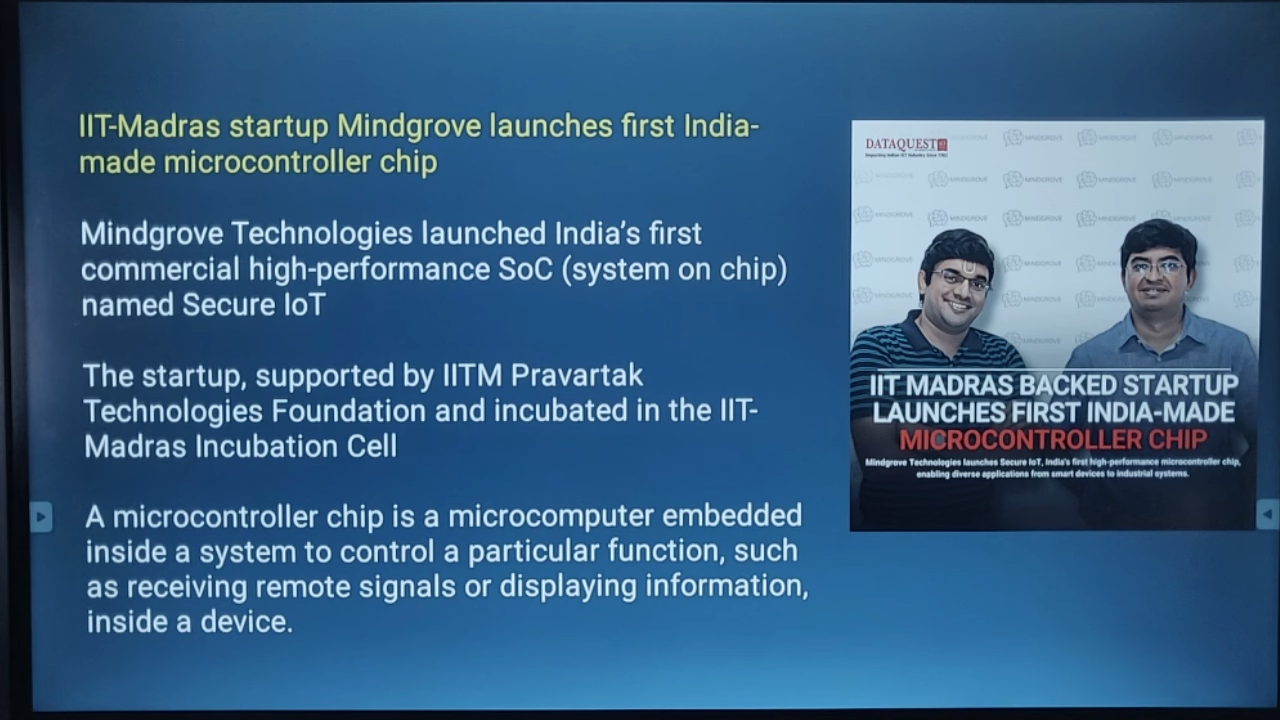 IIT-Madras startup Mindgrove launches first India-
made microcontroller chip
Mindgrove Technologies launched India's first
commercial high-performance SoC (system on chip)
named Secure IoT
The startup, supported by IITM Pravartak
Technologies Foundation and incubated in the IIT-
Madras Incubation Cell
A microcontroller chip is a microcomputer embedded
inside a system to control a particular function, such
as receiving remote signals or displaying information,
inside a device.
DATAQUEST
MINDGROVE
IIT MADRAS BACKED STARTUP
LAUNCHES FIRST INDIA-MADE
MICROCONTROLLER CHIP
Mindgrove Technologies launches Secure IoT, India's first high-performance microcontroller chip,
enabling diverse applications from smart devices to industrial systems.